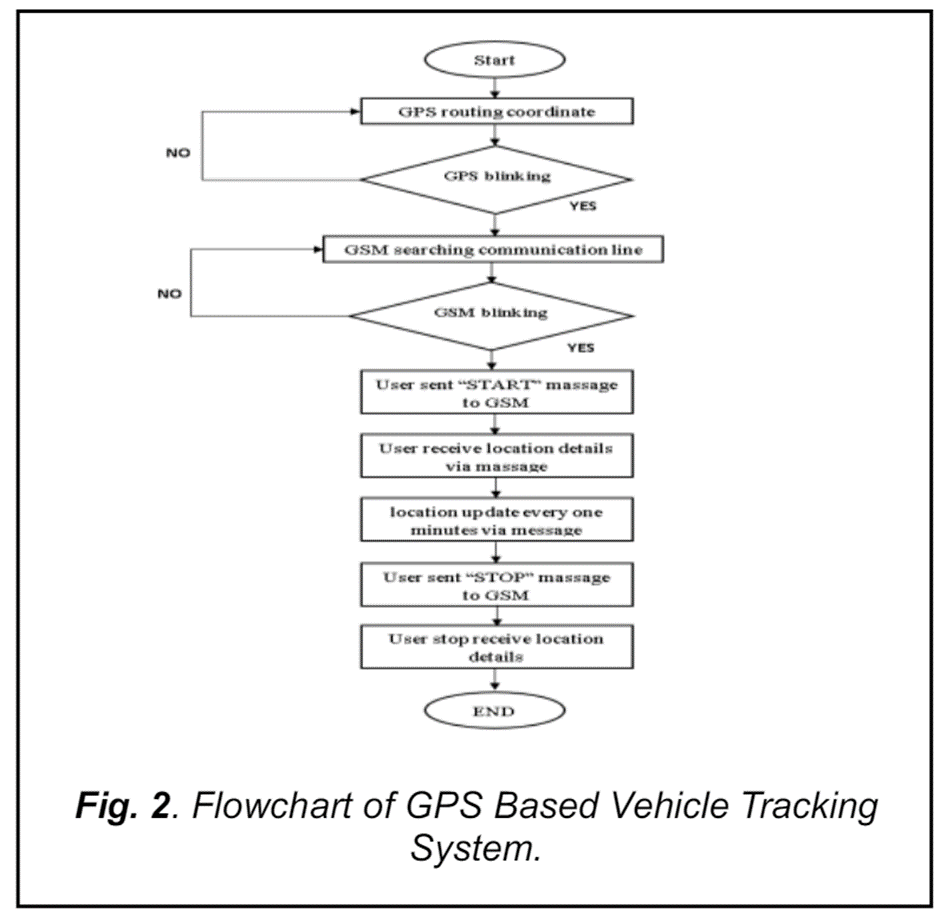 Start
GPS routing coordinate
NO
GPS blinking
YES
GSM searching communication line
NO
GSM blinking
YES
User sent “START” massage
to GSM
User receive location details
via massage
location update every one
minutes via message
User sent “STOP” massage
to GSM
User stop receive location
details
END
Fig. 2. Flowchart of GPS Based Vehicle Tracking
System.